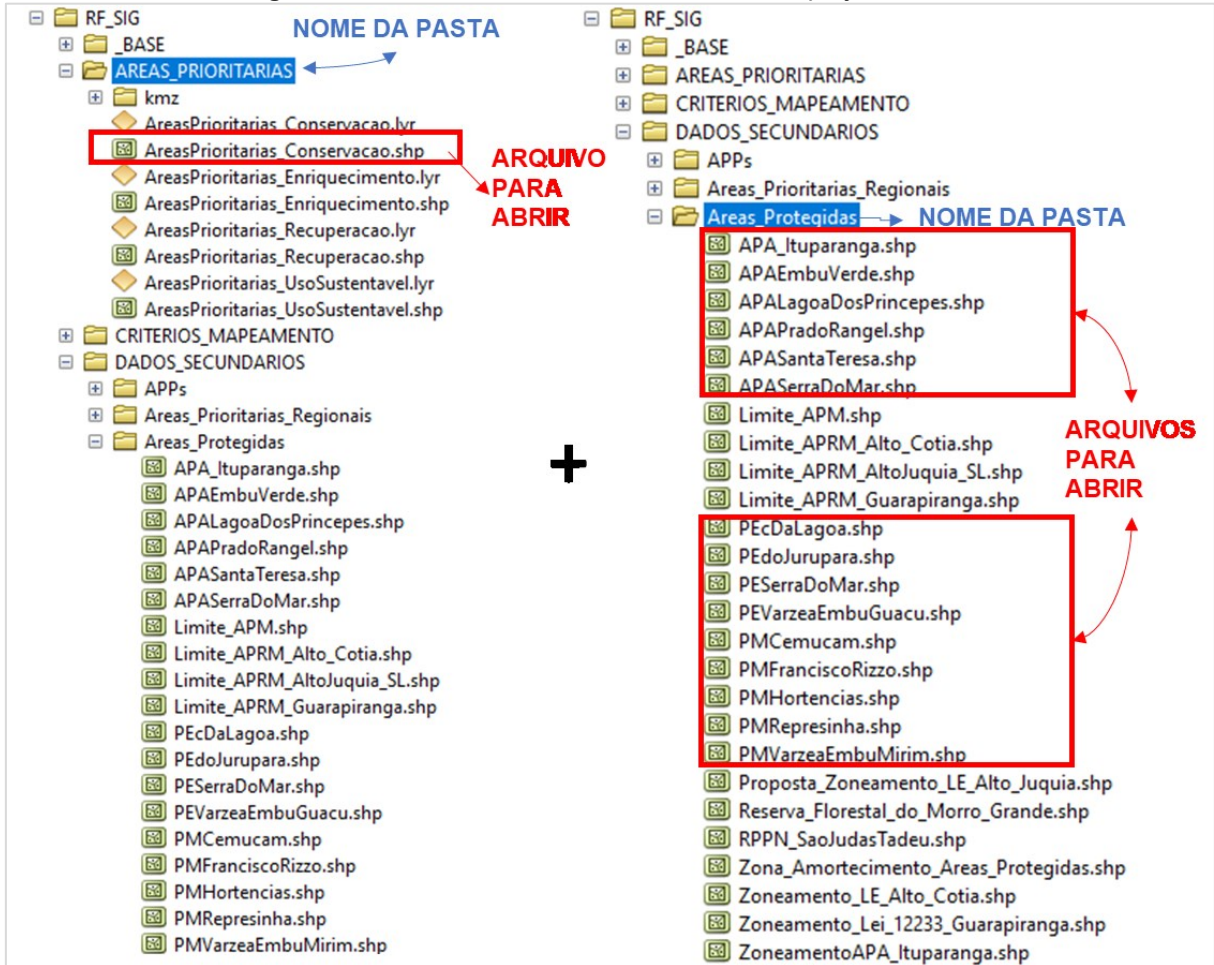 RF_SIG
NOME DA PASTA
_BASE
AREAS_PRIORITARIAS
kmz
AreasPrioritarias_Conservacao.lyr
AreasPrioritarias_Conservacao.shp
ARQUIVO
PARA
ABRIR
AreasPrioritarias_Enriquecimento.lyr
AreasPrioritarias_Enriquecimento.shp
AreasPrioritarias_Recuperacao.lyr
AreasPrioritarias_Recuperacao.shp
AreasPrioritarias_UsoSustentavel.lyr
AreasPrioritarias_UsoSustentavel.shp
CRITERIOS_MAPEAMENTO
DADOS_SECUNDARIOS
APPs
Areas_Prioritarias_Regionais
Areas_Protegidas
APA_Ituparanga.shp
APAEmbuVerde.shp
APALagoaDosPrincepes.shp
APAPradoRangel.shp
APASantaTeresa.shp
APASerraDoMar.shp
Limite_APM.shp
Limite_APRM_Alto_Cotia.shp
Limite_APRM_AltoJuquia_SL.shp
Limite_APRM_Guarapiranga.shp
PEcDaLagoa.shp
PEdoJurupara.shp
PESerraDoMar.shp
PEVarzeaEmbuGuacu.shp
PMCemucam.shp
PMFranciscoRizzo.shp
PMHortencias.shp
PMRepresinha.shp
PMVarzeaEmbuMirim.shp
+
RF_SIG
_BASE
AREAS_PRIORITARIAS
CRITERIOS_MAPEAMENTO
DADOS_SECUNDARIOS
APPs
Areas_Prioritarias_Regionais
Areas_Protegidas
NOME DA PASTA
APA_Ituparanga.shp
APAEmbuVerde.shp
APALagoaDosPrincepes.shp
APAPradoRangel.shp
APASantaTeresa.shp
APASerraDoMar.shp
Limite_APM.shp
Limite_APRM_Alto_Cotia.shp
Limite_APRM_AltoJuquia_SL.shp
Limite_APRM_Guarapiranga.shp
ARQUIVOS
PARA
ABRIR
PEcDaLagoa.shp
PEdoJurupara.shp
PESerraDoMar.shp
PEVarzeaEmbuGuacu.shp
PMCemucam.shp
PMFranciscoRizzo.shp
PMHortencias.shp
PMRepresinha.shp
PMVarzeaEmbuMirim.shp
Proposta_Zoneamento_LE_Alto_Juquia.shp
Reserva_Florestal_do_Morro_Grande.shp
RPPN_SaoJudasTadeu.shp
Zona_Amortecimento_Areas_Protegidas.shp
Zoneamento_LE_Alto_Cotia.shp
Zoneamento_Lei_12233_Guarapiranga.shp
ZoneamentoAPA_Ituparanga.shp